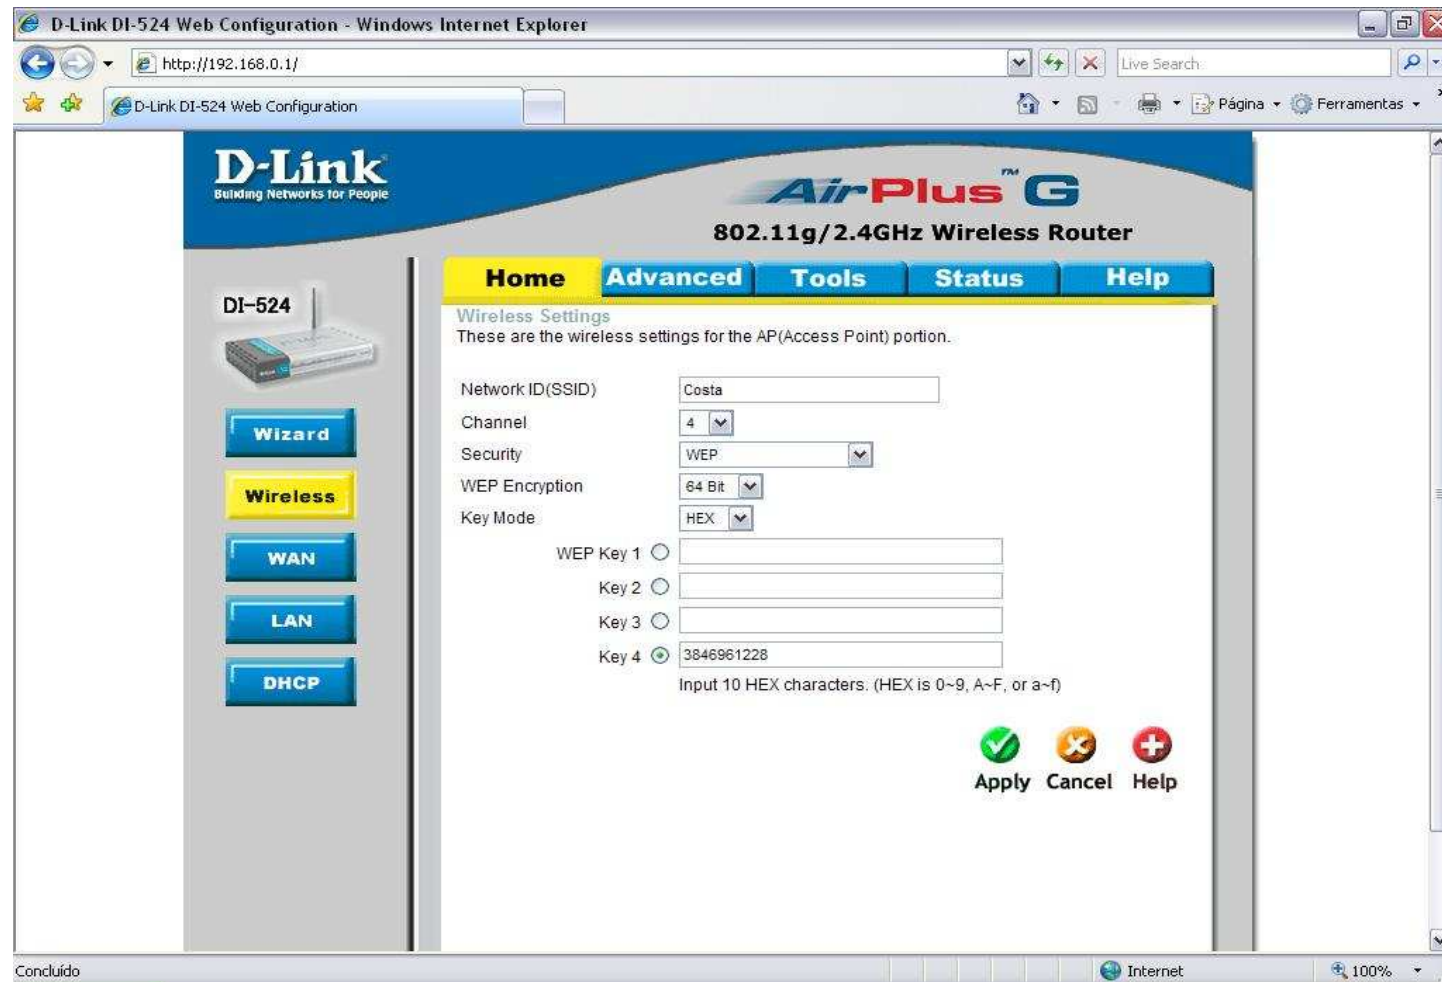 D-Link DI-524 Web Configuration - Windows Internet Explorer
http://192.168.0.1/
Live Search
D-Link DI-524 Web Configuration
Página
Ferramentas
D-Link
Building Networks for People
AirPlus™ G
802.11g/2.4GHz Wireless Router
Home Advanced Tools Status Help
DI-524
Wizard
Wireless
WAN
LAN
DHCP
Wireless Settings
These are the wireless settings for the AP(Access Point) portion.
Network ID(SSID) Costa
Channel 4
Security WEP
WEP Encryption 64 Bit
Key Mode HEX
WEP Key 1
Key 2
Key 3
Key 4 3846961228
Input 10 HEX characters. (HEX is 0~9, A~F, or a~f)
Apply Cancel Help
Concluído
Internet
100%